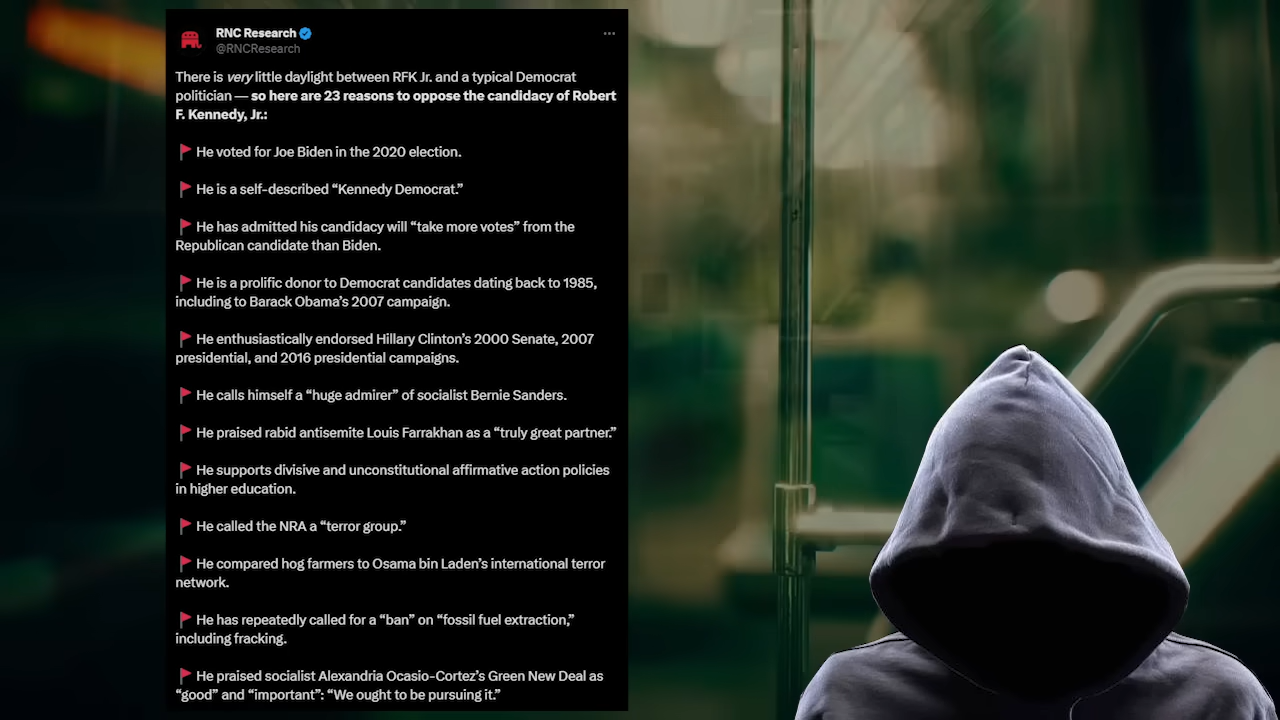 RNC Research
@RNCResearch
There is very little daylight between RFK Jr. and a typical Democrat
politician — so here are 23 reasons to oppose the candidacy of Robert
F. Kennedy, Jr.:
🚩 He voted for Joe Biden in the 2020 election.
🚩 He is a self-described “Kennedy Democrat.”
🚩 He has admitted his candidacy will “take more votes” from the
Republican candidate than Biden.
🚩 He is a prolific donor to Democrat candidates dating back to 1985,
including to Barack Obama’s 2007 campaign.
🚩 He enthusiastically endorsed Hillary Clinton’s 2000 Senate, 2007
presidential, and 2016 presidential campaigns.
🚩 He calls himself a “huge admirer” of socialist Bernie Sanders.
🚩 He praised rabid antisemite Louis Farrakhan as a “truly great partner.”
🚩 He supports divisive and unconstitutional affirmative action policies
in higher education.
🚩 He called the NRA a “terror group.”
🚩 He compared hog farmers to Osama bin Laden’s international terror
network.
🚩 He has repeatedly called for a “ban” on “fossil fuel extraction,”
including fracking.
🚩 He praised socialist Alexandria Ocasio-Cortez’s Green New Deal as
“good” and “important”: “We ought to be pursuing it.”